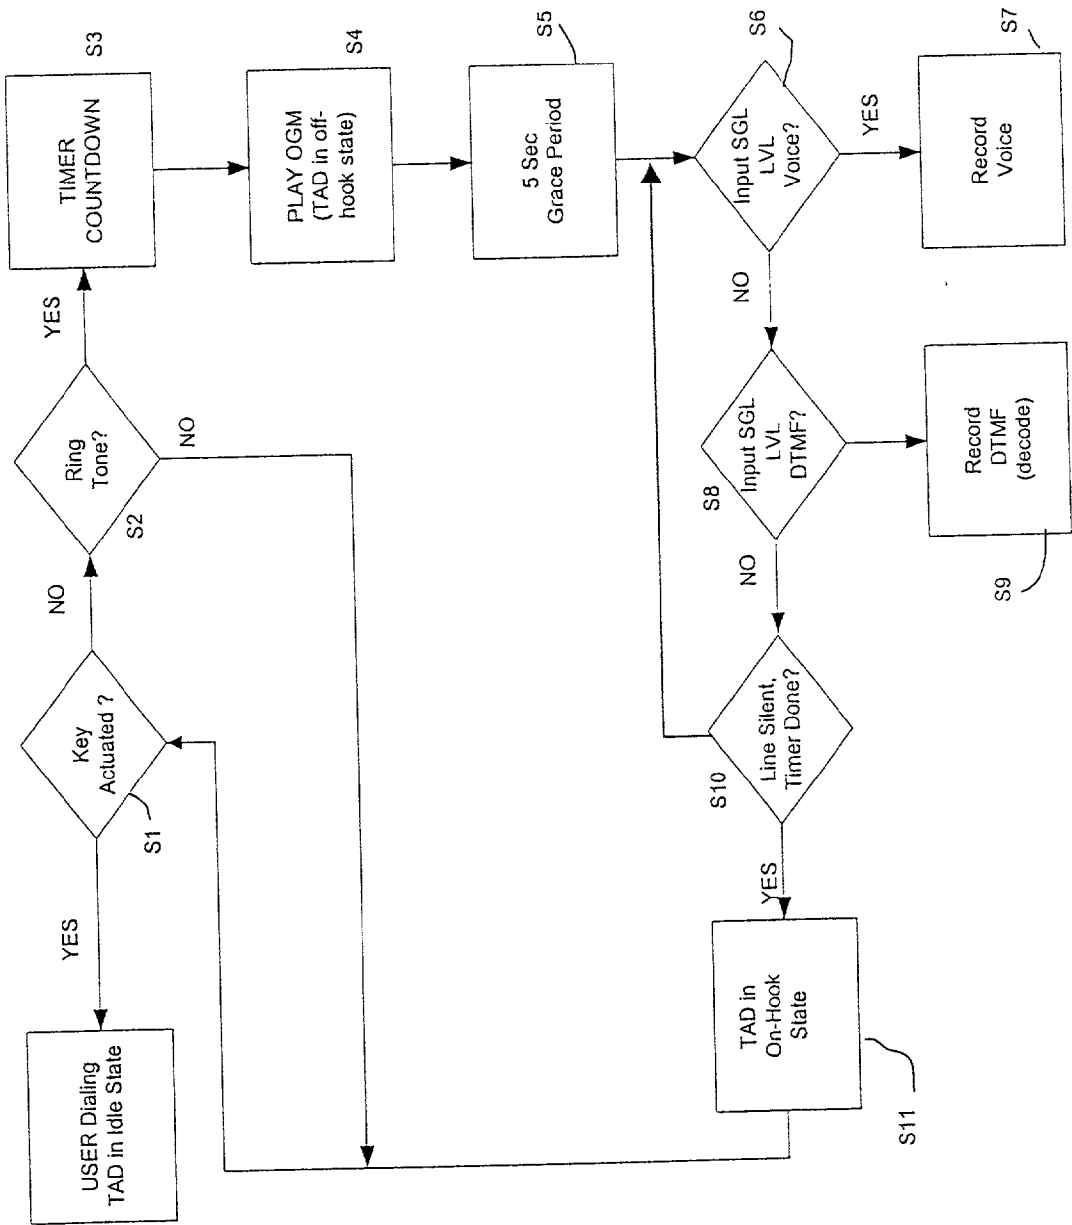 USER Dialing
TAD in Idle State
YES
Key
Actuated ?
S1
NO
Ring
Tone?
S2
NO
YES
TIMER
COUNTDOWN
S3
PLAY OGM
(TAD in off-
hook state)
S4
5 Sec
Grace Period
S5
Input SGL
LVL
Voice?
S6
YES
Record
Voice
S7
NO
Input SGL
LVL
DTMF?
S8
Record
DTMF
(decode)
S9
NO
Line Silent,
Timer Done?
S10
YES
TAD in
On-Hook
State
S11